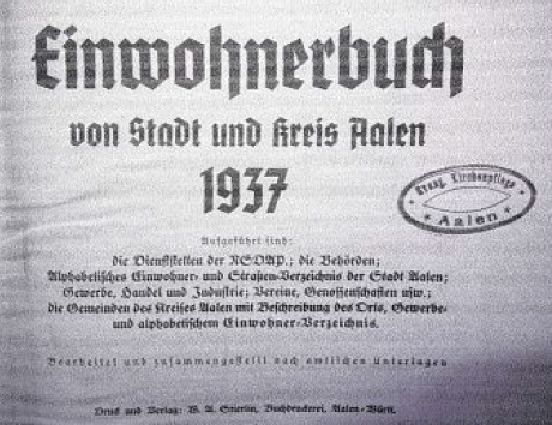 Einwohnerbuch
von Stadt und Kreis Aalen
1937
Evang. Kirchenpflege
* Aalen *
Aufgeführt sind:
die Dienststellen der NSDAP.; die Behörden;
Alphabetisches Einwohner- und Straßen-Verzeichnis der Stadt Aalen;
Gewerbe, Handel und Industrie; Vereine, Genossenschaften usw.;
die Gemeinden des Kreises Aalen mit Beschreibung des Orts, Gewerbe-
und alphabetischem Einwohner-Verzeichnis.
Bearbeitet und zusammengestellt nach amtlichen Unterlagen
Druck und Verlag: W. A. Stierlin, Buchdruckerei, Aalen-Württ.